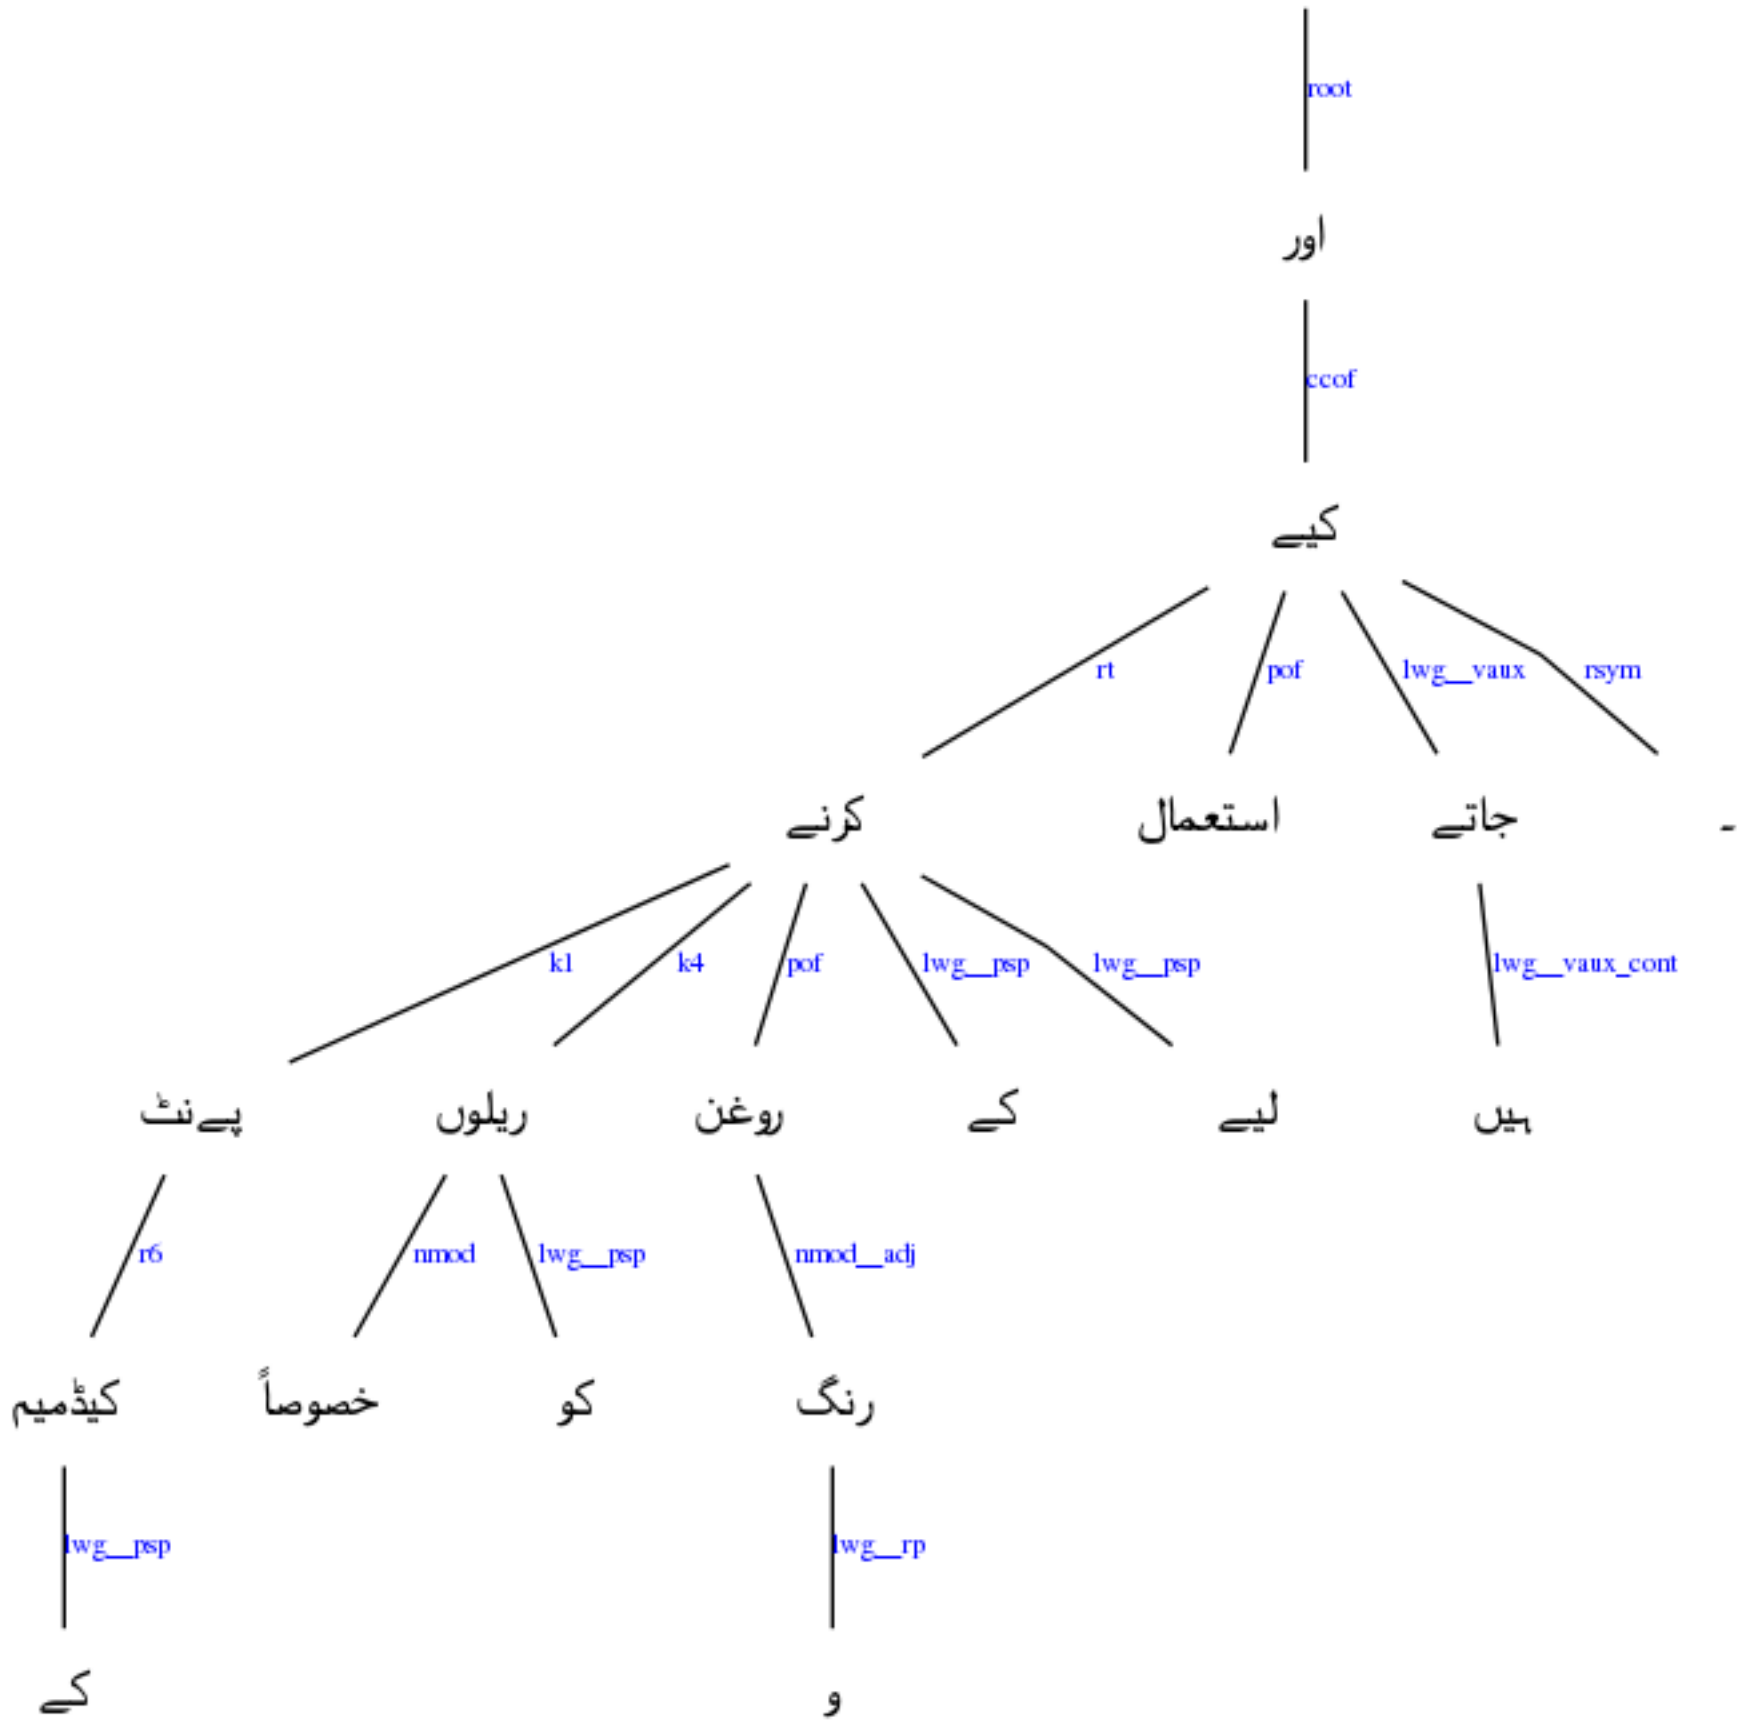 root
اور
ccof
کیے
rt pof lwg__vaux rsym
کرنے استعمال جاتے ۔
k1 k4 pof lwg__psp lwg__psp lwg__vaux_cont
پےنٹ ریلوں روغن کے لیے ہیں
r6 nmod lwg__psp nmod__adj
کیڈمیم خصوصاً کو رنگ
lwg__psp lwg__rp
کے و